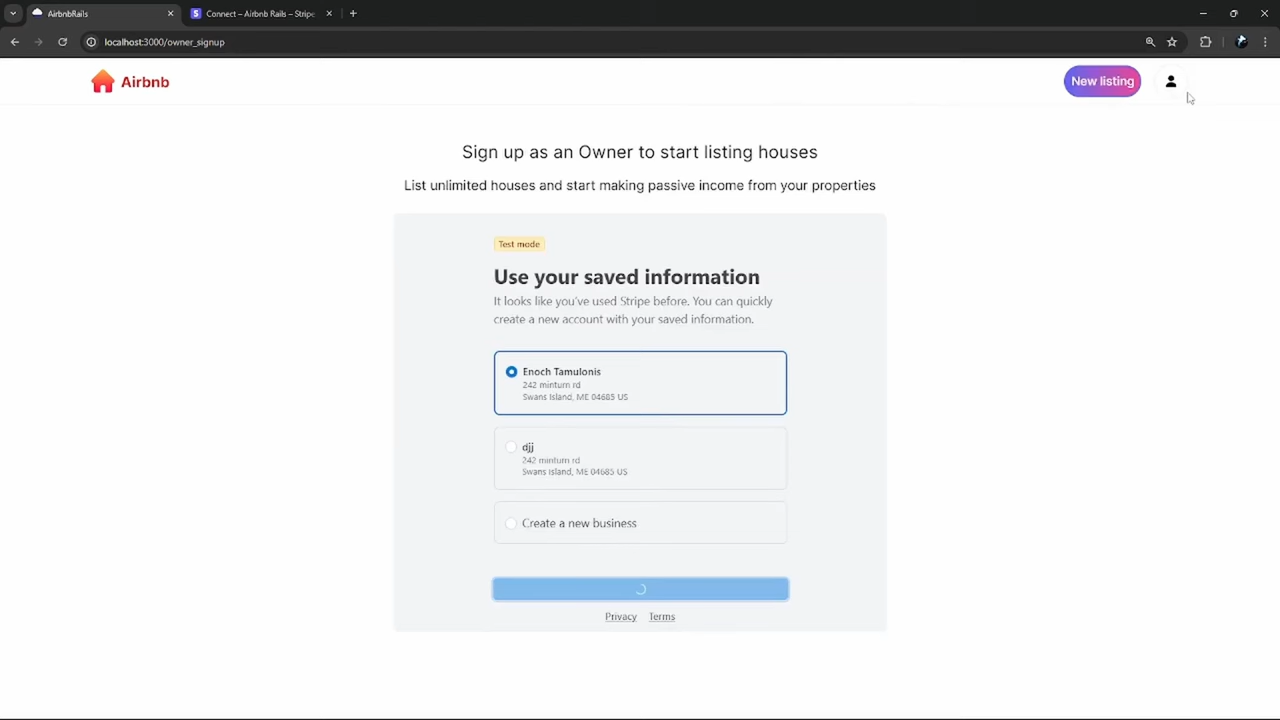 AirbnbRails
Connect – Airbnb Rails – Stripe
localhost:3000/owner_signup
Airbnb
New listing
Sign up as an Owner to start listing houses
List unlimited houses and start making passive income from your properties
Test mode
Use your saved information
It looks like you've used Stripe before. You can quickly
create a new account with your saved information.
Enoch Tamulonis
242 minturn rd
Swans Island, ME 04685 US
djj
242 minturn rd
Swans Island, ME 04685 US
Create a new business
Privacy Terms